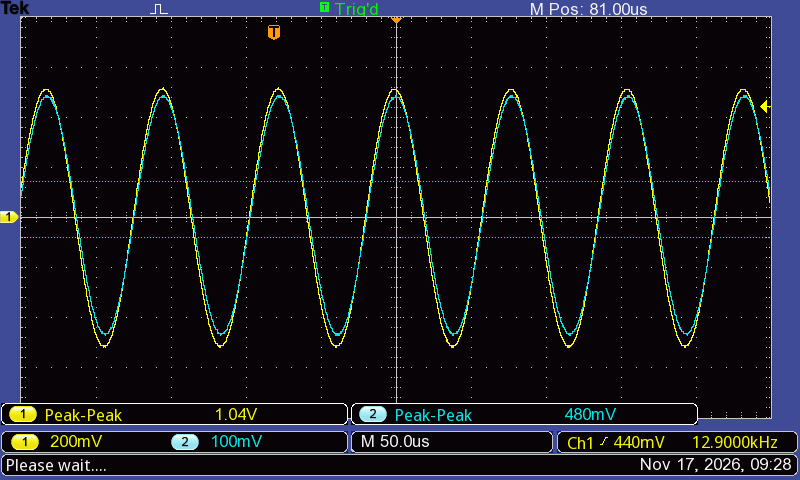 Tek T Trig'd M Pos: 81.00us
T
1
1 Peak-Peak 1.04V 2 Peak-Peak 480mV
1 200mV 2 100mV M 50.0us Ch1 440mV 12.9000kHz
Please wait.... Nov 17, 2026, 09:28